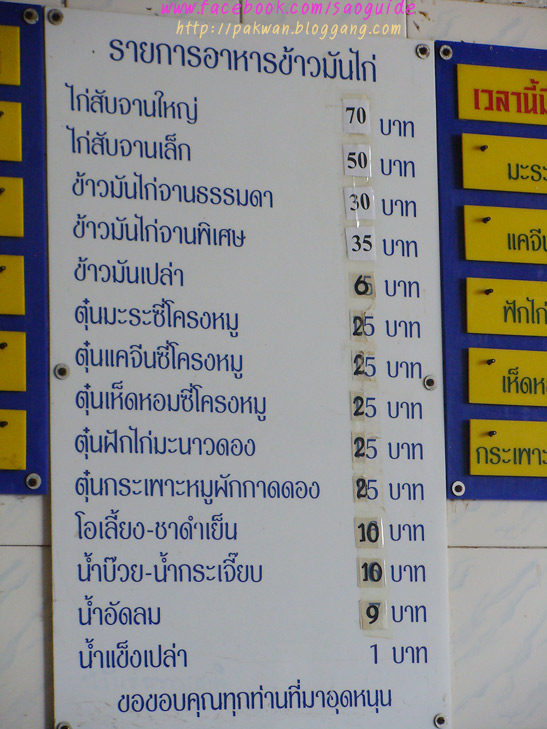 www.facebook.com/saoguide
http://pakwan.bloggang.com
รายการอาหารข้าวมันไก่
ไก่สับจานใหญ่ 70 บาท
ไก่สับจานเล็ก 50 บาท
ข้าวมันไก่จานธรรมดา 30 บาท
ข้าวมันไก่จานพิเศษ 35 บาท
ข้าวมันเปล่า 6 บาท
ตุ๋นมะระซี่โครงหมู 25 บาท
ตุ๋นแคจีนซี่โครงหมู 25 บาท
ตุ๋นเห็ดหอมซี่โครงหมู 25 บาท
ตุ๋นฝักไก่มะนาวดอง 25 บาท
ตุ๋นกระเพาะหมูผักกาดดอง 25 บาท
โอเลี้ยง-ชาดำเย็น 10 บาท
น้ำบ๊วย-น้ำกระเจี๊ยบ 10 บาท
น้ำอัดลม 9 บาท
น้ำแข็งเปล่า 1 บาท
ขอขอบคุณทุกท่านที่มาอุดหนุน
เวลานี้มี
มะระ
แคจีน
ฟักไก่
เห็ดห
กระเพาะ